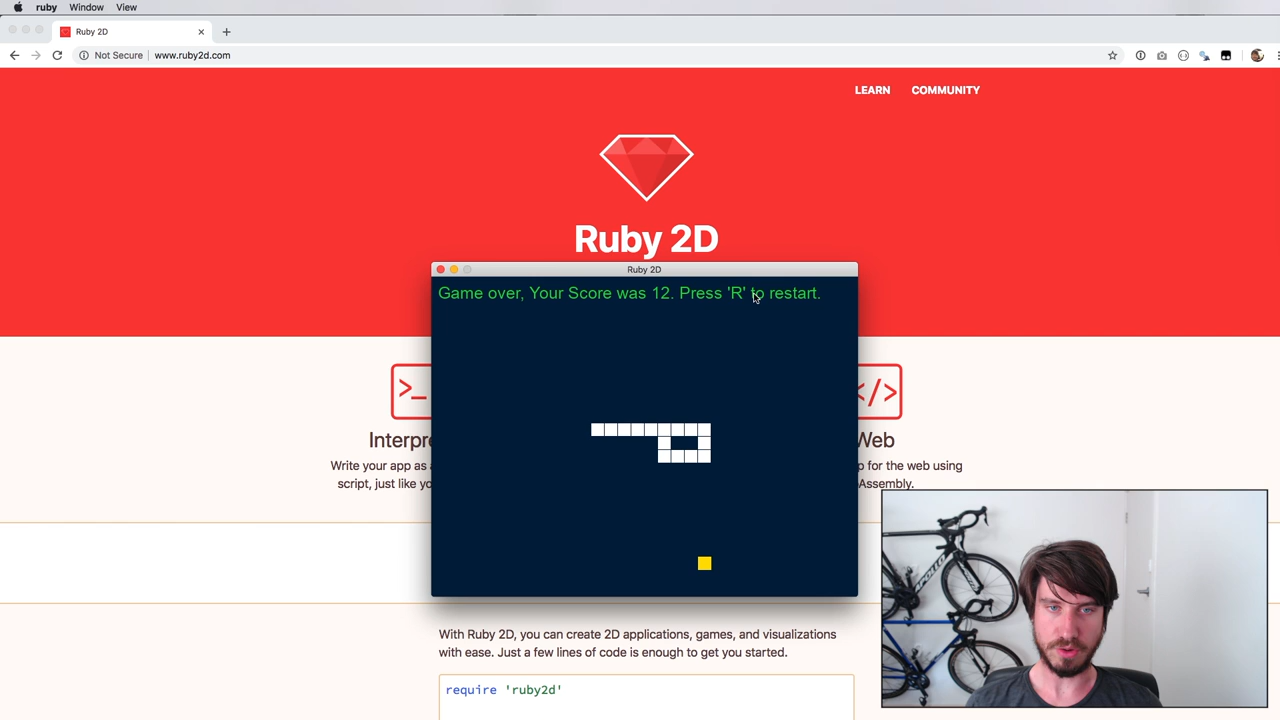 ruby Window View
Ruby 2D
Not Secure www.ruby2d.com
LEARN COMMUNITY
Ruby 2D
Ruby 2D
Game over, Your Score was 12. Press 'R' to restart.
>_ </>
Interpre Web
Write your app as a p for the web using
script, just like yo Assembly.
APOLLO
With Ruby 2D, you can create 2D applications, games, and visualizations
with ease. Just a few lines of code is enough to get you started.
require 'ruby2d'